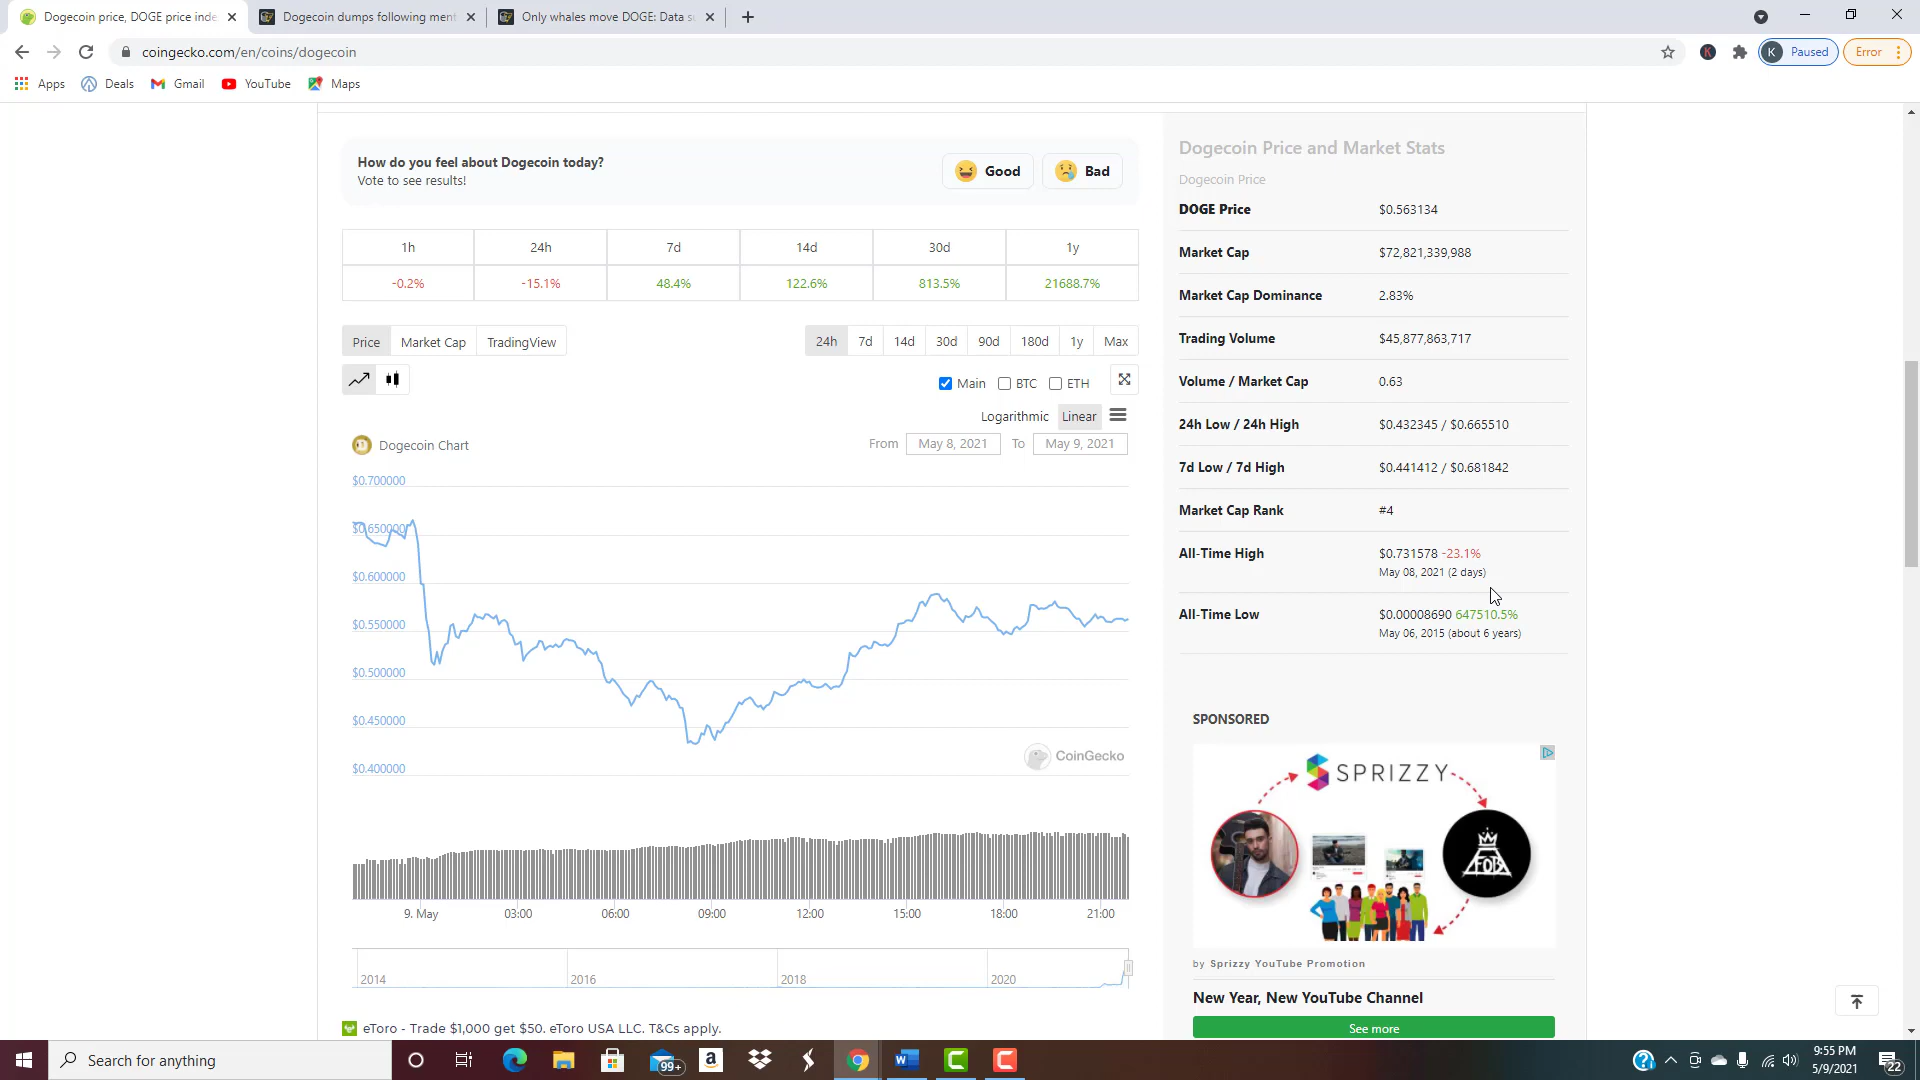 Dogecoin price, DOGE price inde
Dogecoin dumps following ment
Only whales move DOGE: Data s
coingecko.com/en/coins/dogecoin
K
K
Paused
Error
Apps
Deals
Gmail
YouTube
Maps
How do you feel about Dogecoin today?
Vote to see results!
Good
Bad
1h 24h 7d 14d 30d 1y
-0.2% -15.1% 48.4% 122.6% 813.5% 21688.7%
Price Market Cap TradingView
24h 7d 14d 30d 90d 180d 1y Max
Main BTC ETH
Logarithmic Linear
Dogecoin Chart
From May 8, 2021 To May 9, 2021
$0.700000
$0.650000
$0.600000
$0.550000
$0.500000
$0.450000
$0.400000
CoinGecko
9. May 03:00 06:00 09:00 12:00 15:00 18:00 21:00
2014 2016 2018 2020
eToro - Trade $1,000 get $50. eToro USA LLC. T&Cs apply.
Dogecoin Price and Market Stats
Dogecoin Price
DOGE Price $0.563134
Market Cap $72,821,339,988
Market Cap Dominance 2.83%
Trading Volume $45,877,863,717
Volume / Market Cap 0.63
24h Low / 24h High $0.432345 / $0.665510
7d Low / 7d High $0.441412 / $0.681842
Market Cap Rank #4
All-Time High $0.731578 -23.1%
May 08, 2021 (2 days)
All-Time Low $0.00008690 647510.5%
May 06, 2015 (about 6 years)
SPONSORED
SPRIZZY
FOB
by Sprizzy YouTube Promotion
New Year, New YouTube Channel
See more
Search for anything
99+
9:55 PM
5/9/2021
22